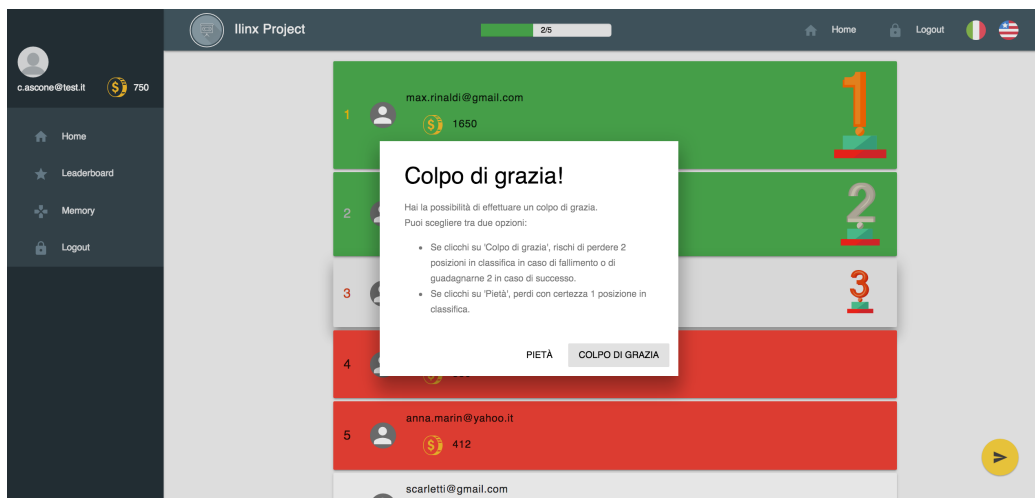 Ilinx Project
2/5
Home
Logout
c.ascone@test.it
750
Home
Leaderboard
Memory
Logout
1
max.rinaldi@gmail.com
1650
1
2
2
3
3
4
5
anna.marin@yahoo.it
412
scarletti@gmail.com
Colpo di grazia!
Hai la possibilità di effettuare un colpo di grazia.
Puoi scegliere tra due opzioni:
Se clicchi su 'Colpo di grazia', rischi di perdere 2
posizioni in classifica in caso di fallimento o di
guadagnarne 2 in caso di successo.
Se clicchi su 'Pietà', perdi con certezza 1 posizione in
classifica.
PIETÀ
COLPO DI GRAZIA